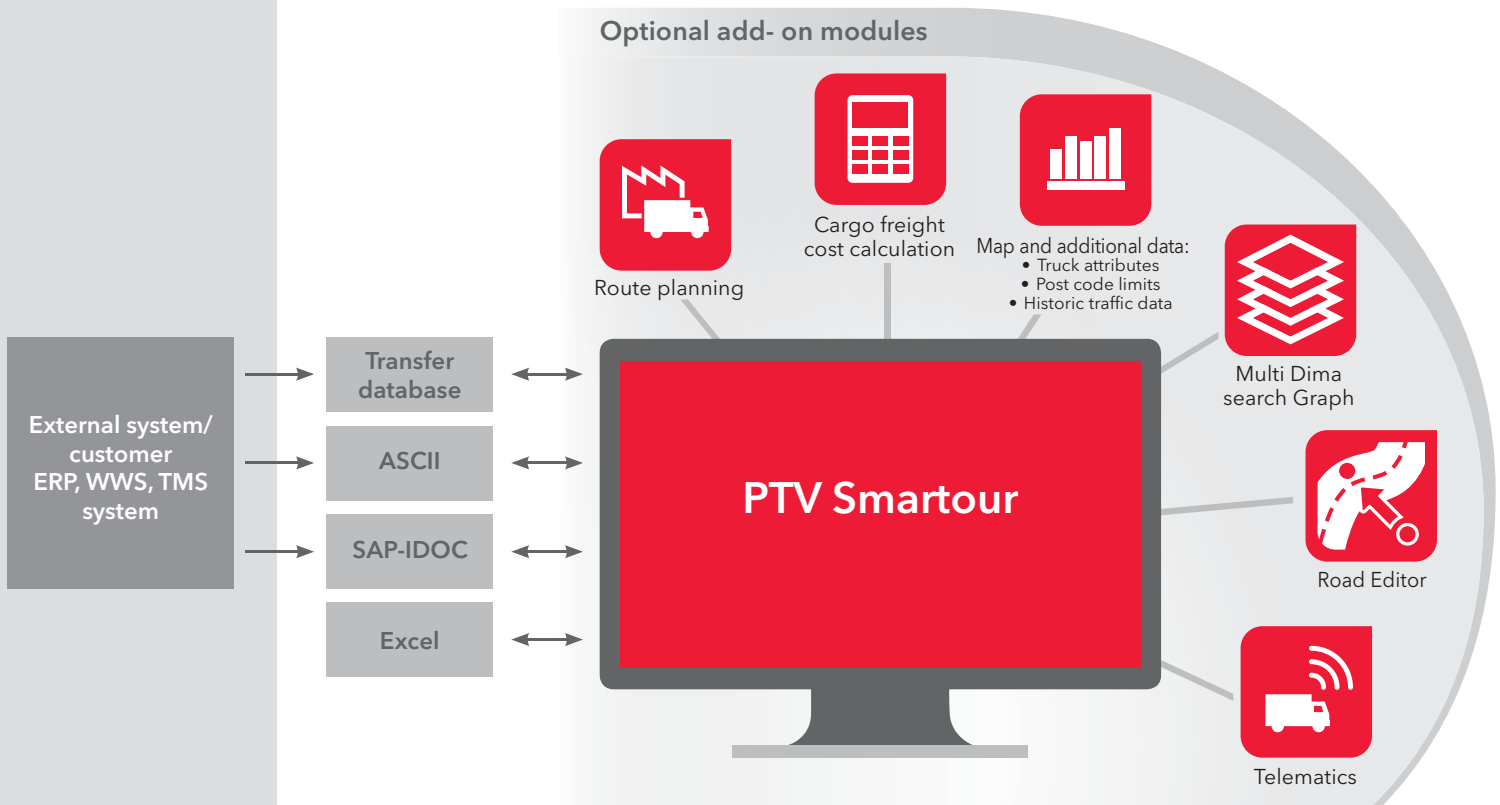 Optional add- on modules
Route planning
Cargo freight
cost calculation
Map and additional data:
• Truck attributes
• Post code limits
• Historic traffic data
Multi Dima
search Graph
Road Editor
Telematics
External system/
customer
ERP, WWS, TMS
system
Transfer
database
ASCII
SAP-IDOC
Excel
PTV Smartour